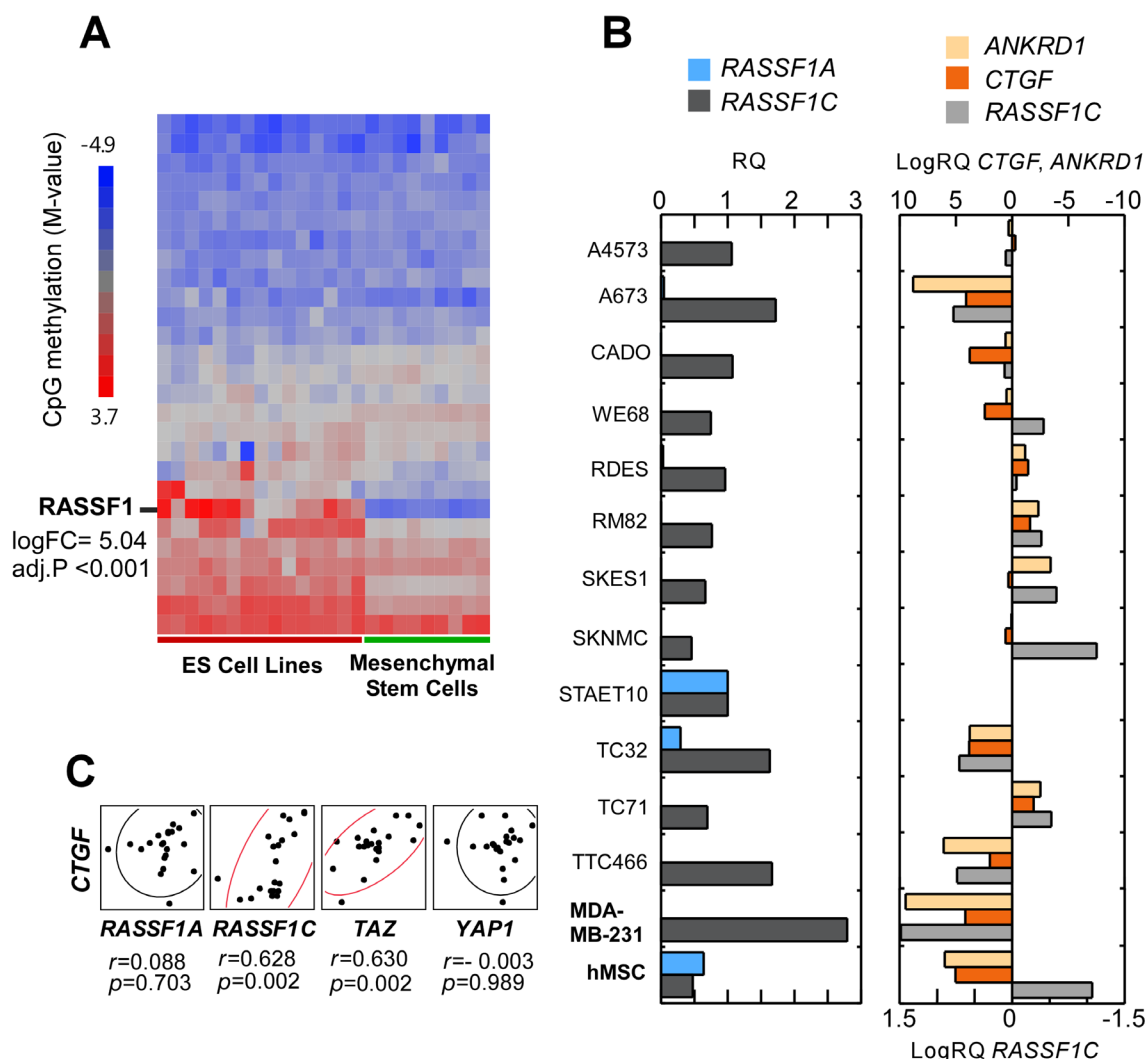 A
CpG methylation (M-value)
-4.9
3.7
RASSF1
logFC= 5.04
adj.P <0.001
ES Cell Lines
Mesenchymal
Stem Cells
B
RASSF1A
RASSF1C
ANKRD1
CTGF
RASSF1C
RQ
0 1 2 3
LogRQ CTGF, ANKRD1
10 5 0 -5 -10
A4573
A673
CADO
WE68
RDES
RM82
SKES1
SKNMC
STAET10
TC32
TC71
TTC466
MDA-
MB-231
hMSC
1.5 0 -1.5
LogRQ RASSF1C
C
CTGF
RASSF1A RASSF1C TAZ YAP1
r=0.088 r=0.628 r=0.630 r=- 0.003
p=0.703 p=0.002 p=0.002 p=0.989